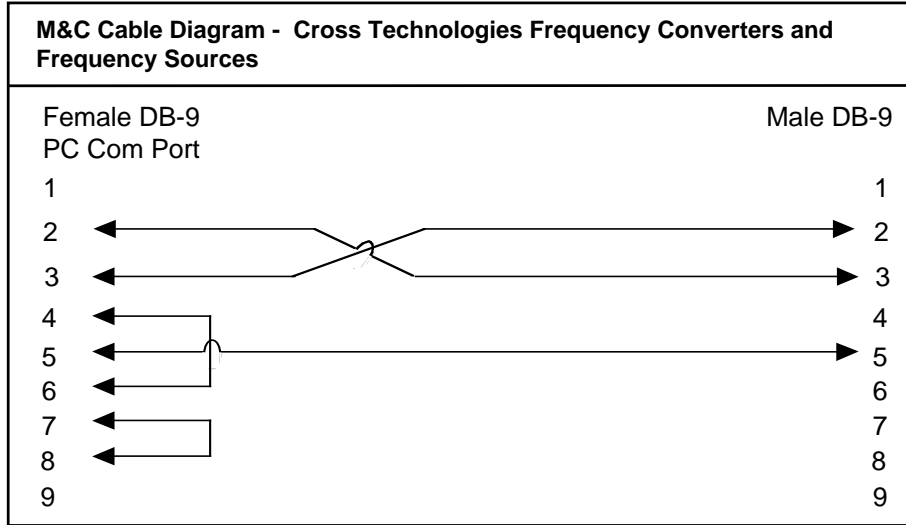 M&C Cable Diagram - Cross Technologies Frequency Converters and
Frequency Sources
Female DB-9 Male DB-9
PC Com Port
1 1
2 2
3 3
4 4
5 5
6 6
7 7
8 8
9 9